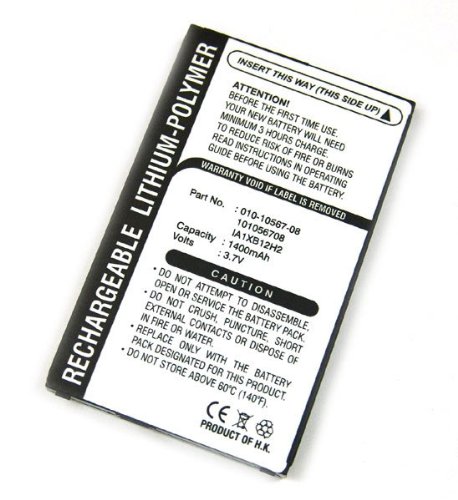 RECHARGEABLE LITHIUM-POLYMER
INSERT THIS WAY (THIS SIDE UP)
ATTENTION!
BEFORE THE FIRST TIME USE,
YOUR NEW BATTERY WILL NEED
MINIMUM 3 HOURS CHARGE.
TO REDUCE RISK OF FIRE OR BURNS
READ INSTRUCTIONS IN OPERATING
GUIDE BEFORE USING THE BATTERY.
WARRANTY VOID IF LABEL IS REMOVED
Part No. : 010-10567-08
101056708
IA1XB12H2
Capacity : 1400mAh
Volts : 3.7V
CAUTION
• DO NOT ATTEMPT TO DISASSEMBLE,
OPEN OR SERVICE THE BATTERY PACK.
• DO NOT CRUSH, PUNCTURE, SHORT
EXTERNAL CONTACTS OR DISPOSE OF
IN FIRE OR WATER.
• REPLACE ONLY WITH THE BATTERY
PACK DESIGNATED FOR THIS PACK.
• DO NOT STORE ABOVE 60°C (140°F).
CE
PRODUCT OF H.K.